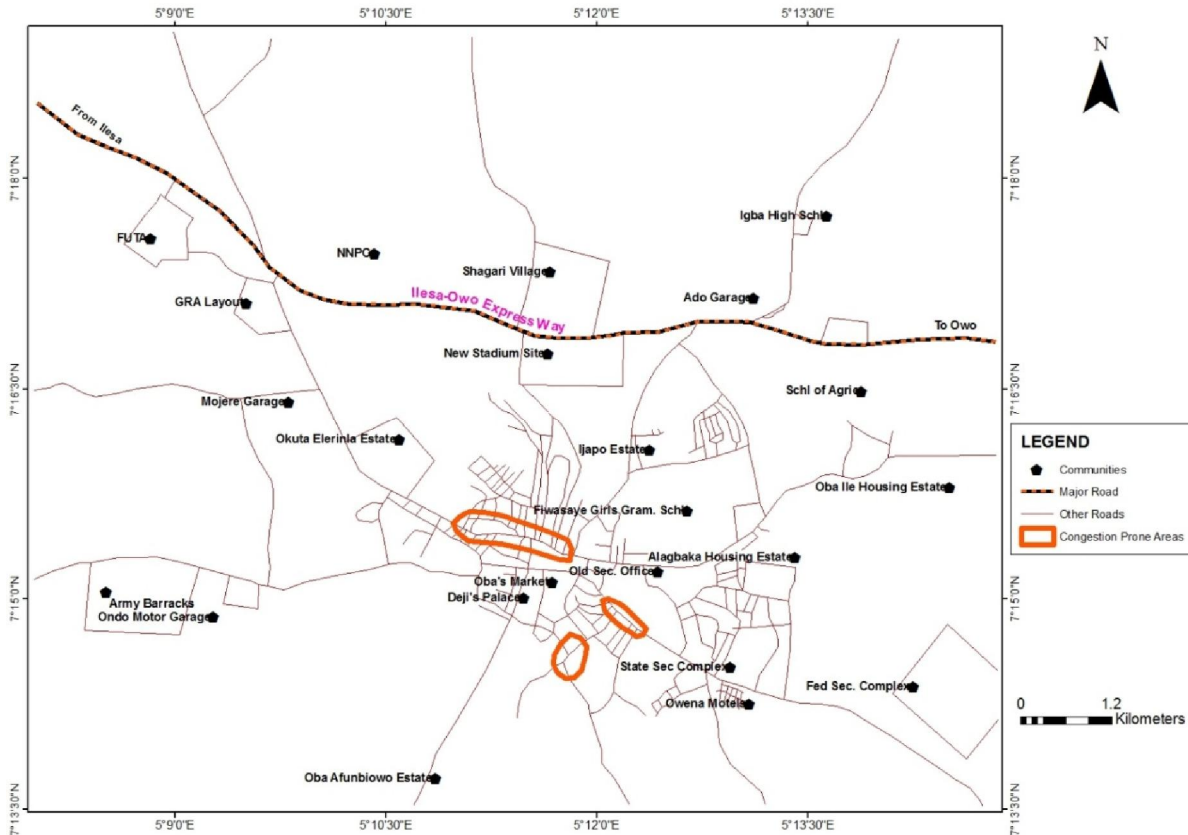 5°9'0"E
5°10'30"E
5°12'0"E
5°13'30"E
N
From Ilesa
7°18'0"N
7°18'0"N
Igba High Schl
FUTA
NNPC
Shagari Village
GRA Layout
Ado Garage
Ilesa-Owo Express Way
To Owo
New Stadium Site
7°16'30"N
7°16'30"N
Schl of Agric
Mojere Garage
Okuta Elerinla Estate
Ijapo Estate
LEGEND
Communities
Major Road
Other Roads
Congestion Prone Areas
Oba Ile Housing Estate
Fiwasaye Girls Gram. Schl
Alagbaka Housing Estate
Old Sec. Office
Oba's Market
Deji's Palace
7°15'0"N
7°15'0"N
Army Barracks
Ondo Motor Garage
State Sec Complex
Fed Sec. Complex
Owena Motels
0 1.2
Kilometers
Oba Afunbiowo Estate
7°13'30"N
7°13'30"N
5°9'0"E
5°10'30"E
5°12'0"E
5°13'30"E